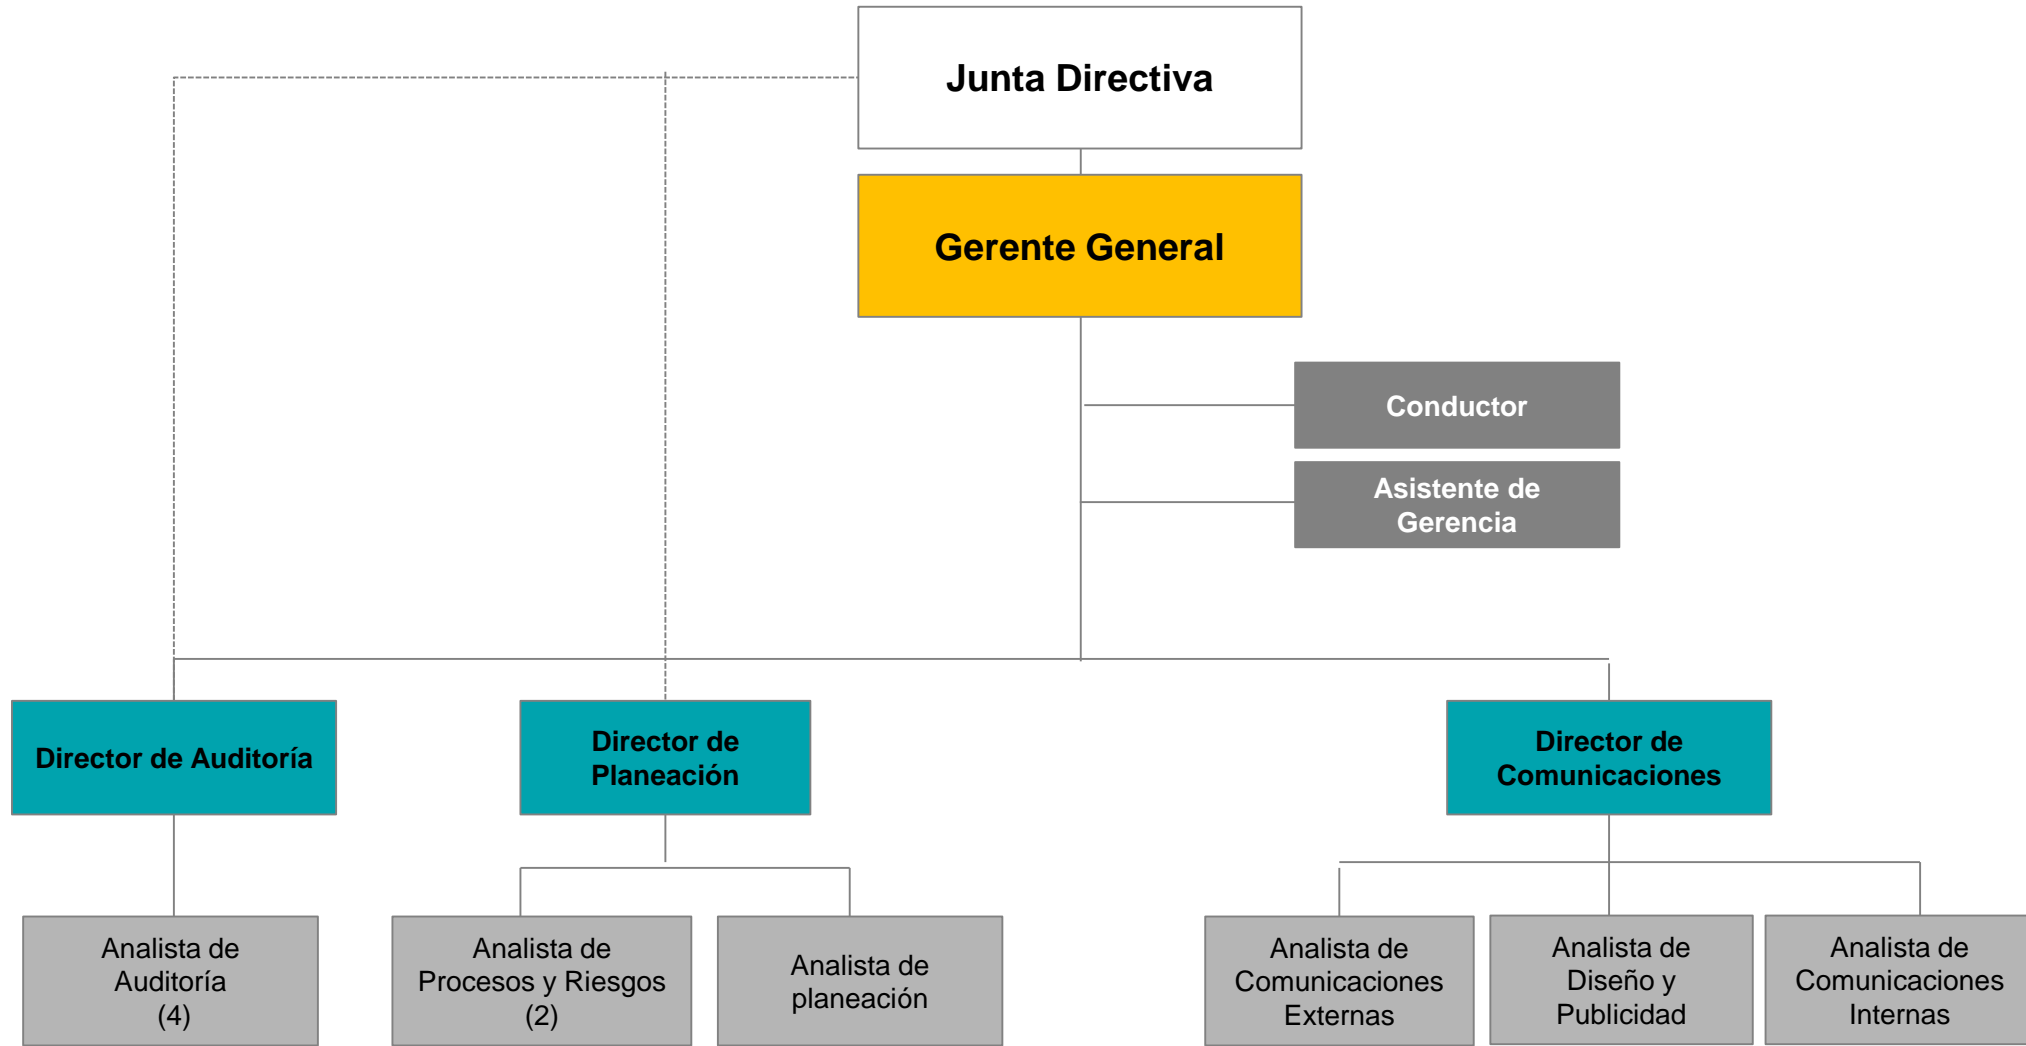 Junta Directiva
Gerente General
Conductor
Asistente de
Gerencia
Director de Auditoría
Director de
Planeación
Director de
Comunicaciones
Analista de
Auditoría
(4)
Analista de
Procesos y Riesgos
(2)
Analista de
planeación
Analista de
Comunicaciones
Externas
Analista de
Diseño y
Publicidad
Analista de
Comunicaciones
Internas